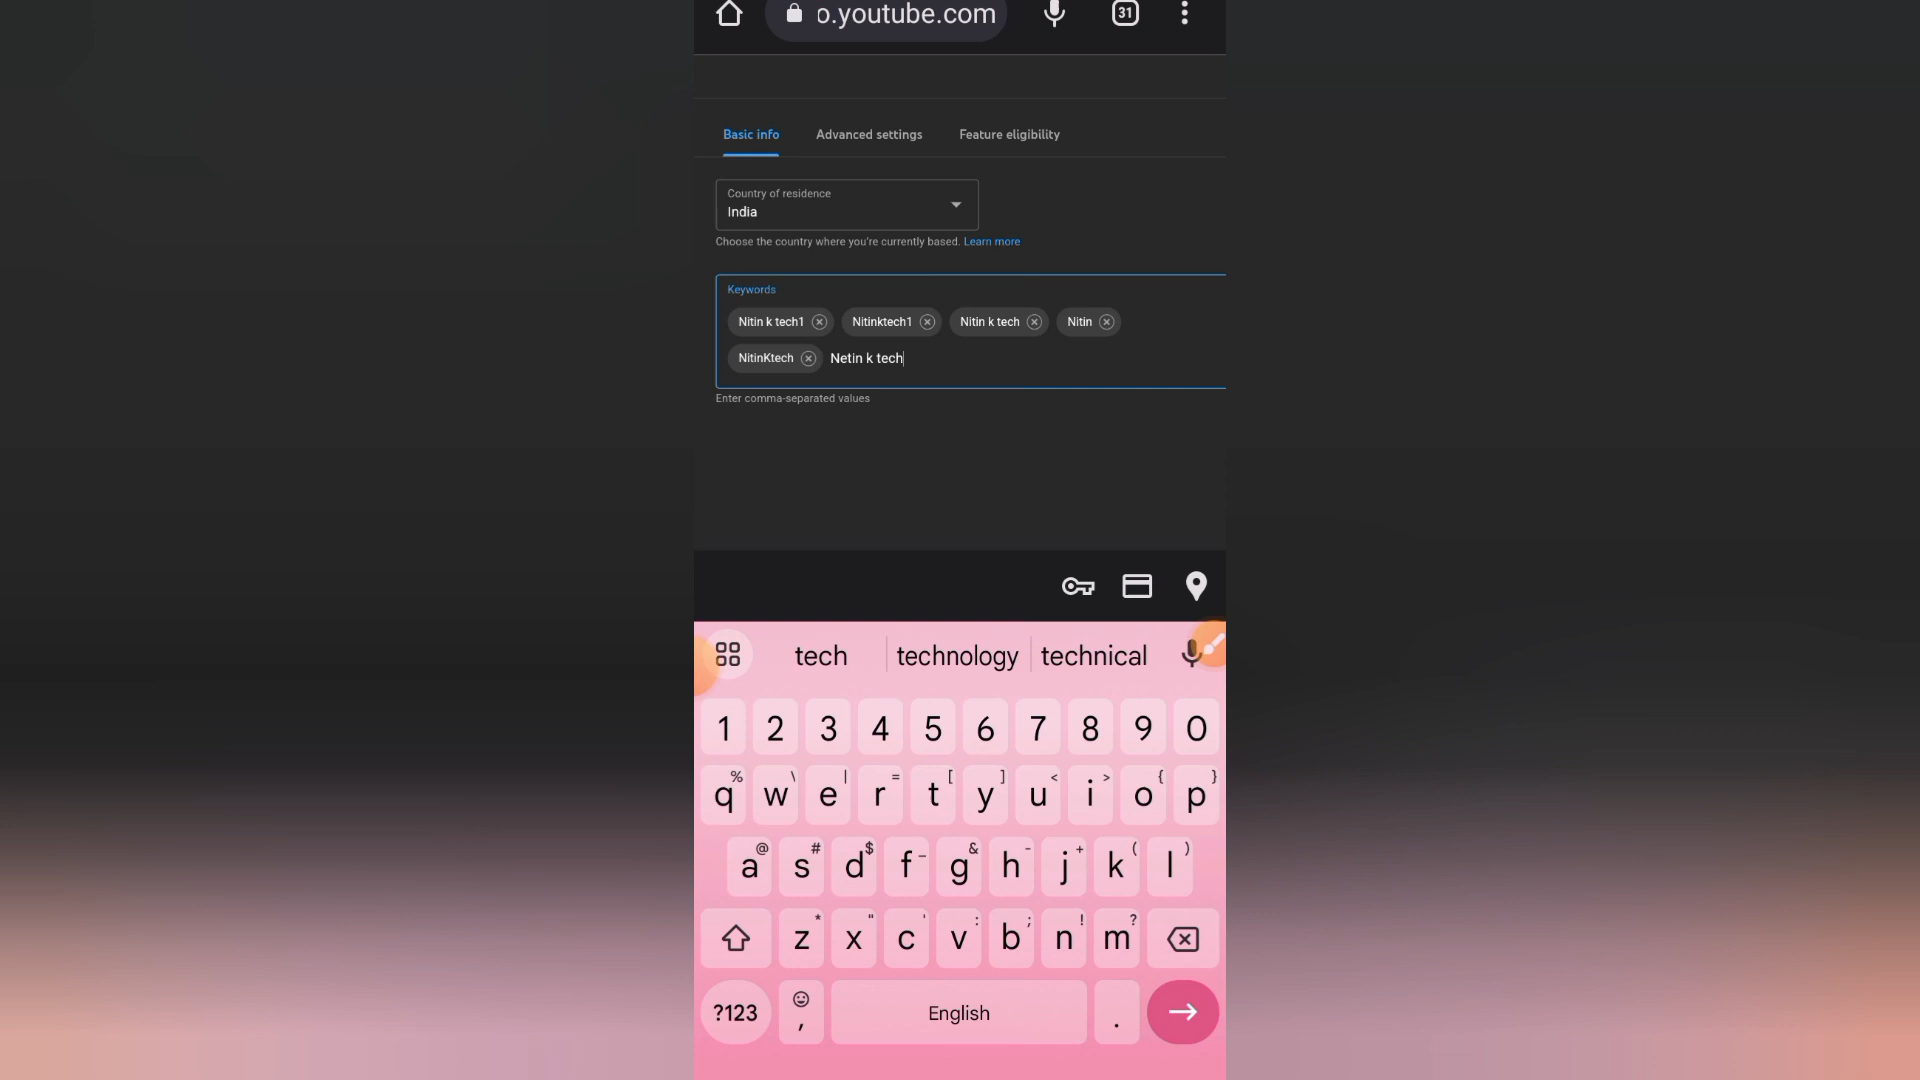 o.youtube.com 31
Basic info Advanced settings Feature eligibility
Country of residence
India
Choose the country where you're currently based. Learn more
Keywords
Nitin k tech1 Nitinktech1 Nitin k tech Nitin
NitinKtech Netin k tech
Enter comma-separated values
tech technology technical
1 2 3 4 5 6 7 8 9 0
% \ | = [ ] < > { }
q w e r t y u i o p
@ # $ _ & - + ( )
a s d f g h j k l
* " ' : ; ! ?
z x c v b n m
?123 , English .